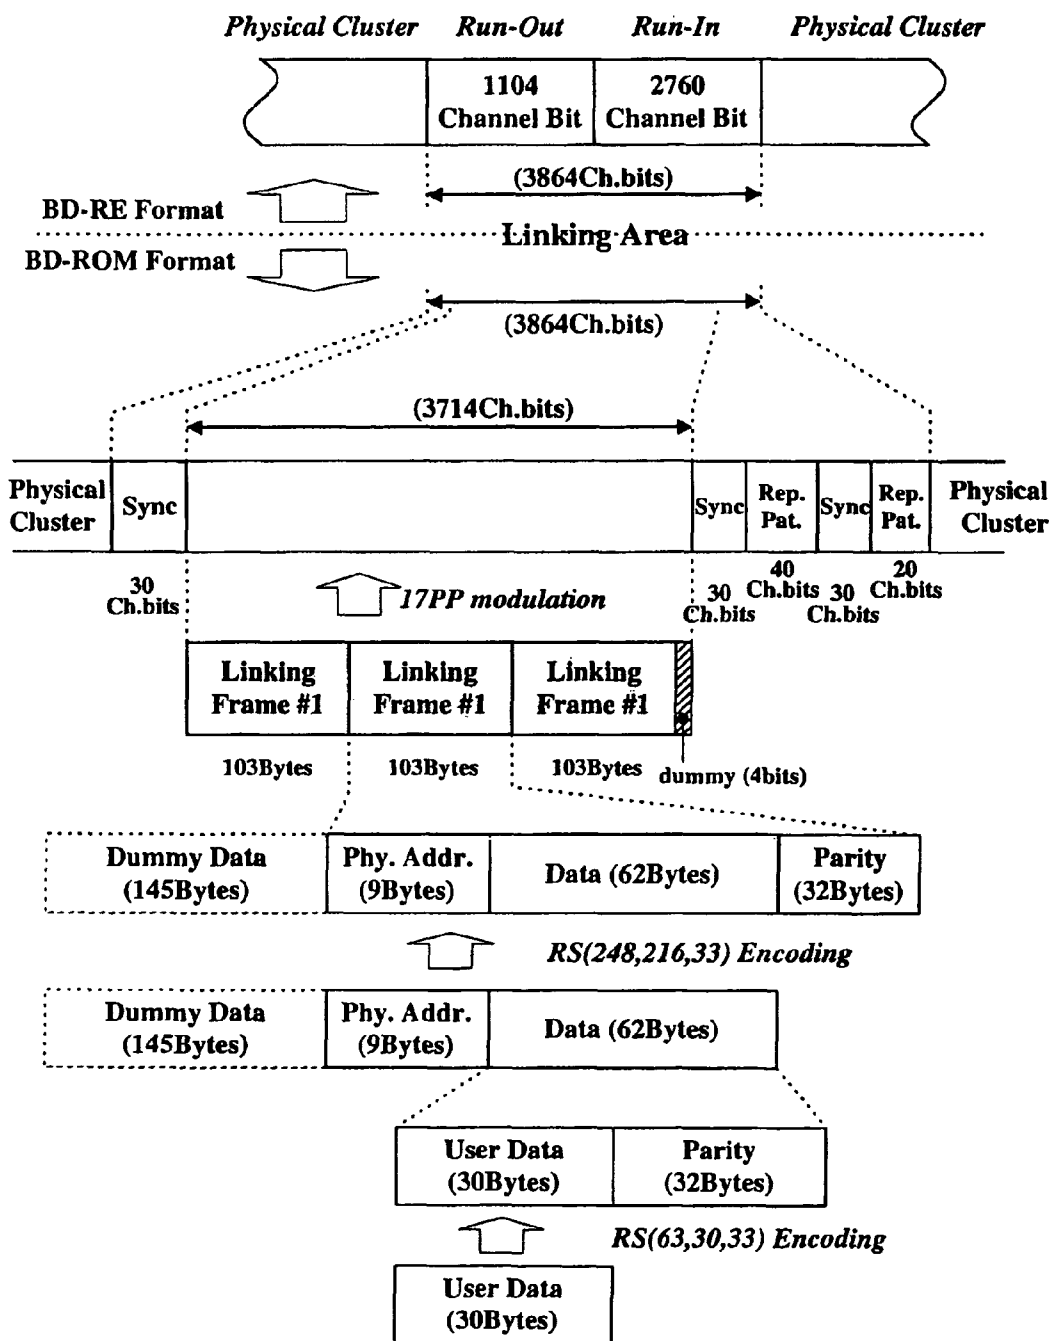 Physical Cluster Run-Out Run-In Physical Cluster
1104 Channel Bit
2760 Channel Bit
(3864Ch.bits)
BD-RE Format
Linking Area
BD-ROM Format
(3864Ch.bits)
(3714Ch.bits)
Physical Cluster
Sync
Sync
Rep. Pat.
Sync
Rep. Pat.
Physical Cluster
30 Ch.bits
17PP modulation
30 Ch.bits
40 Ch.bits
30 Ch.bits
20 Ch.bits
Linking Frame #1
Linking Frame #1
Linking Frame #1
103Bytes
103Bytes
103Bytes
dummy (4bits)
Dummy Data (145Bytes)
Phy. Addr. (9Bytes)
Data (62Bytes)
Parity (32Bytes)
RS(248,216,33) Encoding
Dummy Data (145Bytes)
Phy. Addr. (9Bytes)
Data (62Bytes)
User Data (30Bytes)
Parity (32Bytes)
RS(63,30,33) Encoding
User Data (30Bytes)